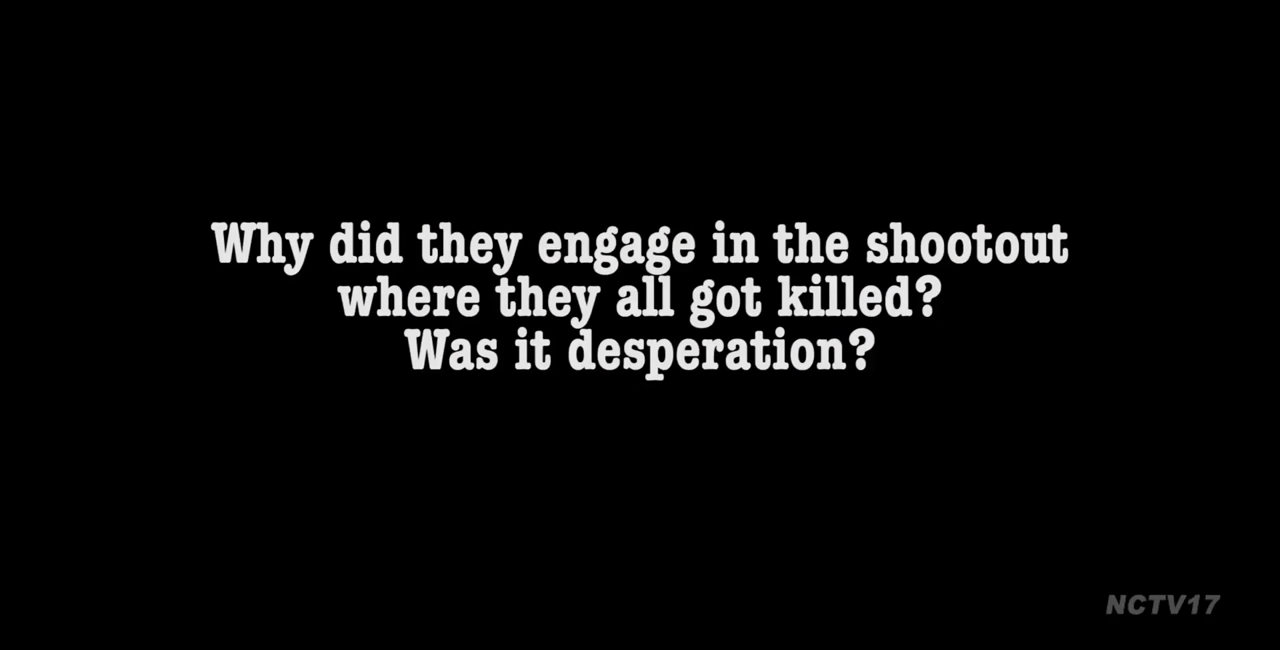 Why did they engage in the shootout
where they all got killed?
Was it desperation?
NCTV17